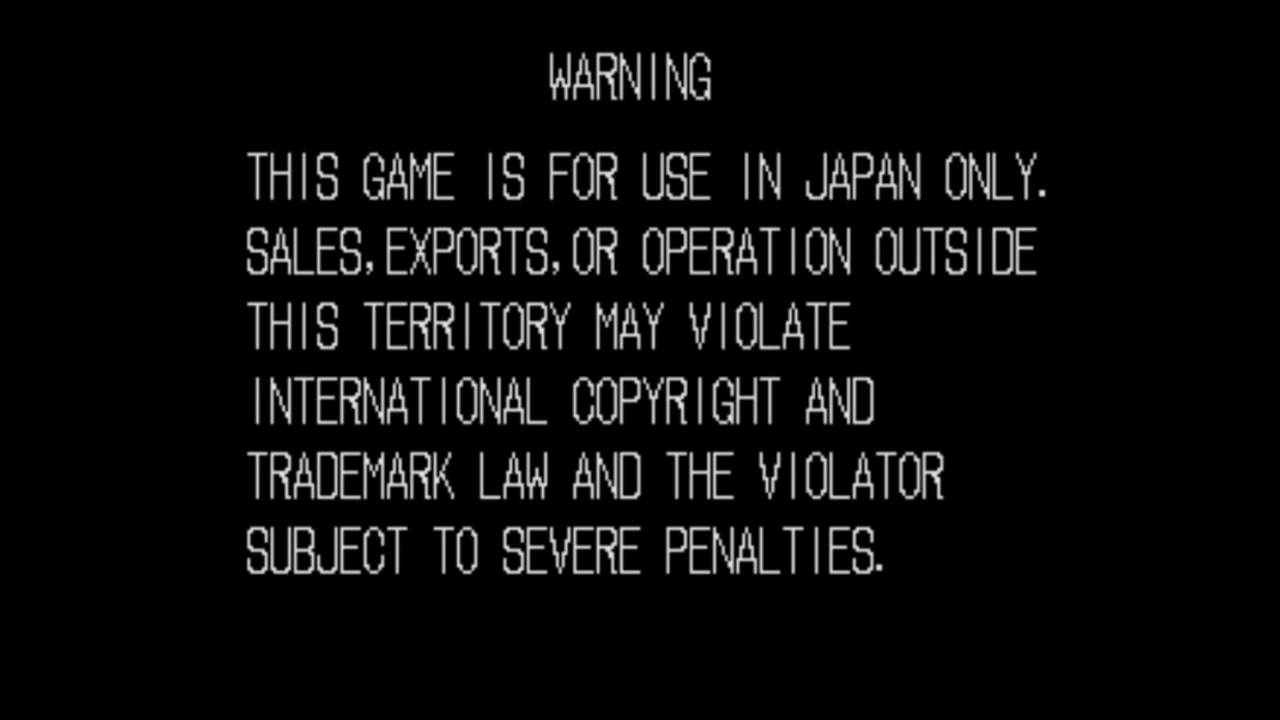 WARNING
THIS GAME IS FOR USE IN JAPAN ONLY.
SALES,EXPORTS,OR OPERATION OUTSIDE
THIS TERRITORY MAY VIOLATE
INTERNATIONAL COPYRIGHT AND
TRADEMARK LAW AND THE VIOLATOR
SUBJECT TO SEVERE PENALTIES.